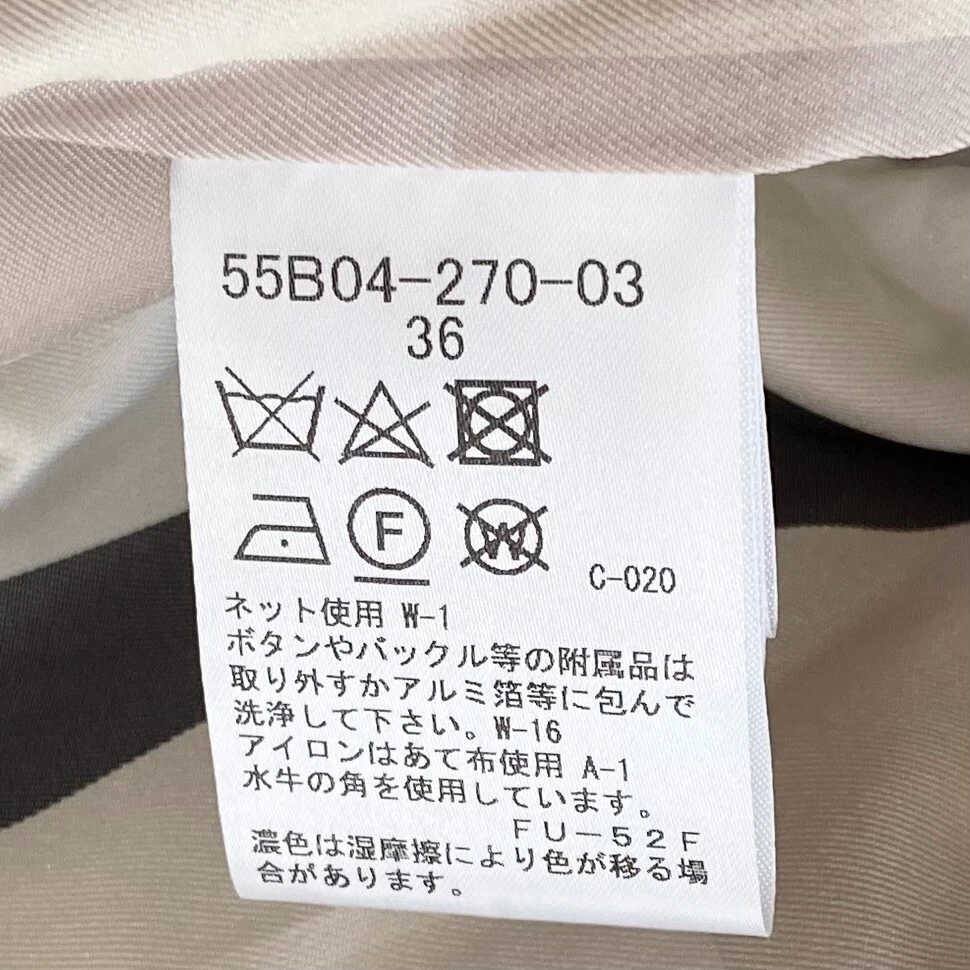 55B04-270-03
36
F W
C-020
ネット使用 W-1
ボタンやバックル等の附属品は
取り外すかアルミ箔等に包んで
洗浄して下さい。W-16
アイロンはあて布使用 A-1
水牛の角を使用しています。
FU-52F
濃色は湿摩擦により色が移る場
合があります。